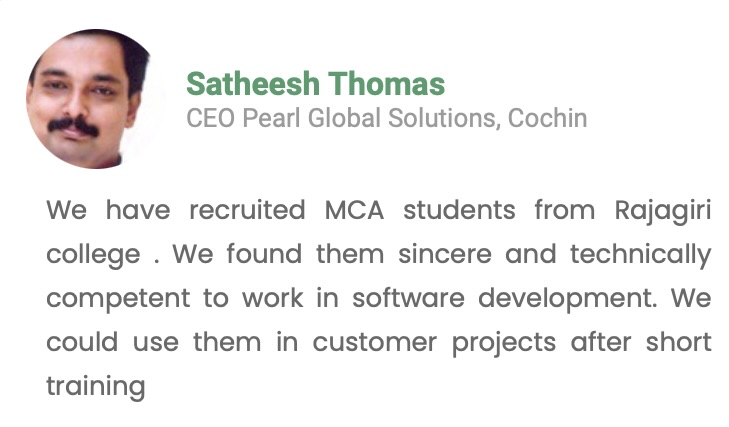 Satheesh Thomas
CEO Pearl Global Solutions, Cochin
We have recruited MCA students from Rajagiri
college . We found them sincere and technically
competent to work in software development. We
could use them in customer projects after short
training